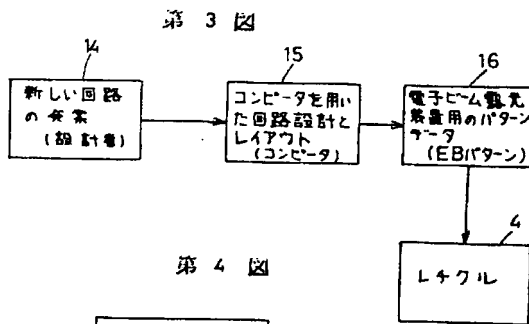 第 3 図
14
新しい回路
の発案
(設計者)
15
コンピータを用い
た回路設計と
レイアウト
(コンピータ)
16
電子ビーム露光
装置用のパターン
データ
(EBパターン)
4
レチクル
第 4 図